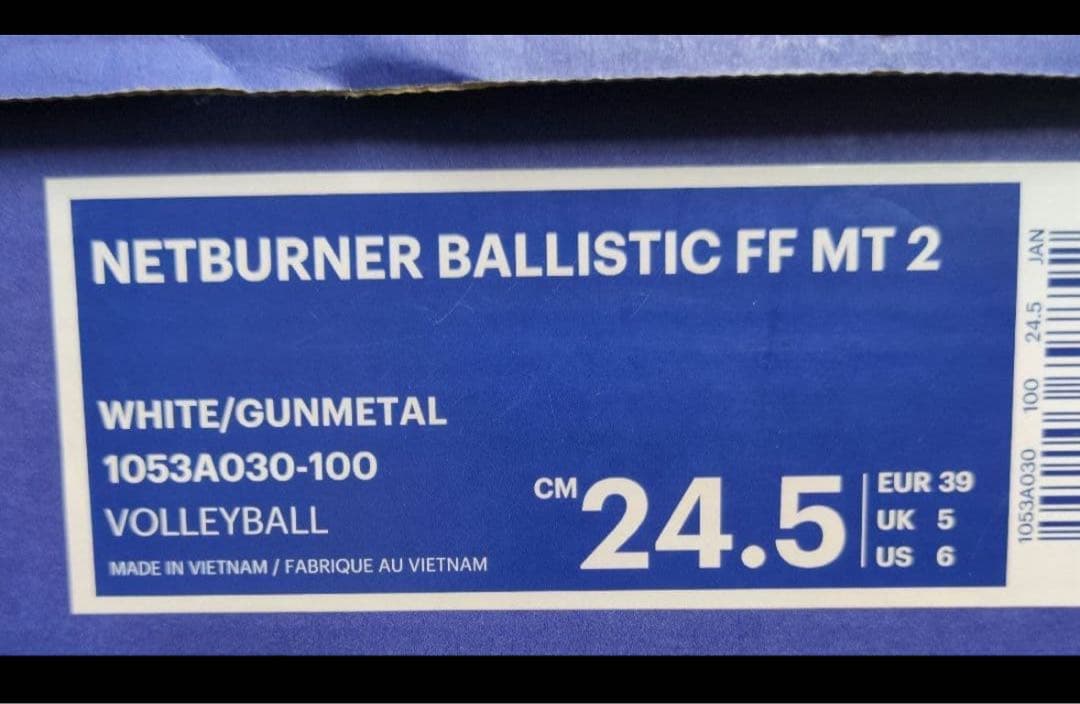 NETBURNER BALLISTIC FF MT 2
WHITE/GUNMETAL
1053A030-100
VOLLEYBALL
MADE IN VIETNAM / FABRIQUE AU VIETNAM
CM 24.5
EUR 39
UK 5
US 6
1053A030 100 24.5 JAN